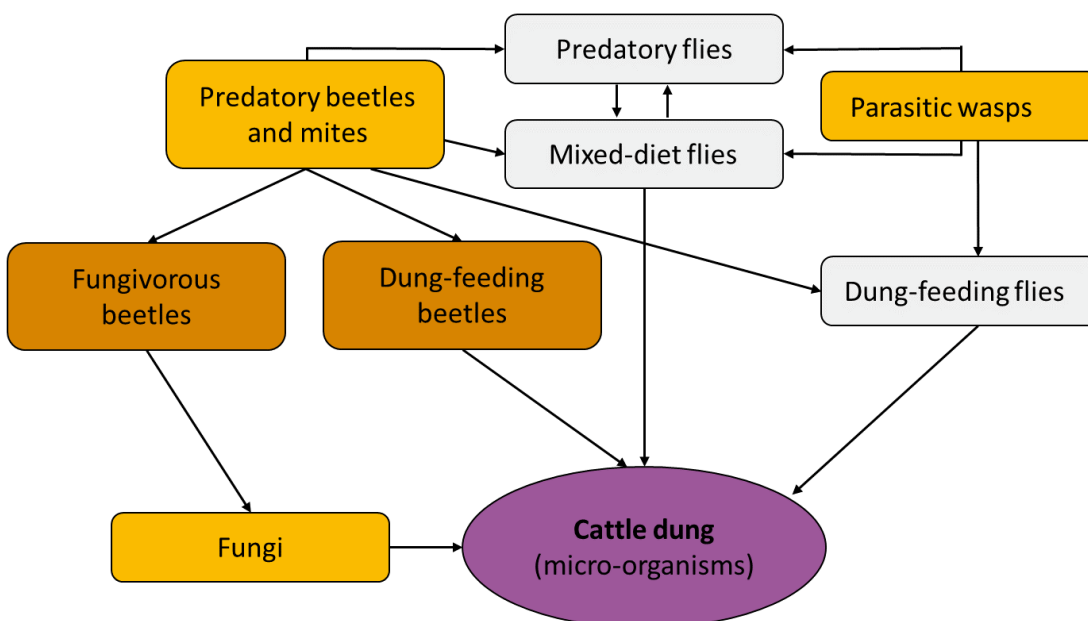 Predatory flies
Predatory beetles
and mites
Parasitic wasps
Mixed-diet flies
Fungivorous
beetles
Dung-feeding
beetles
Dung-feeding flies
Fungi
Cattle dung
(micro-organisms)